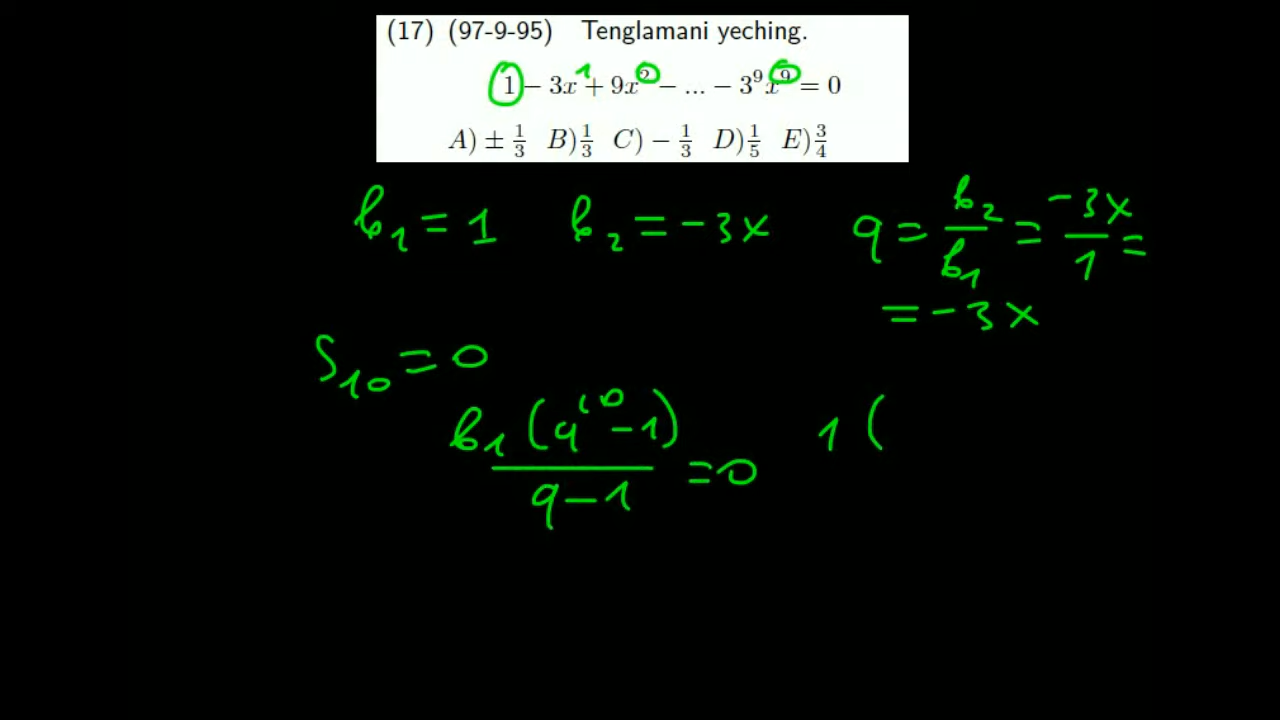 (17) (97-9-95) Tenglamani yeching.
1 − 3x¹ + 9x² − ... − 3⁹x⁹ = 0
A) ± 1/3 B) 1/3 C) − 1/3 D) 1/5 E) 3/4
b₁ = 1 b₂ = −3x q = b₂/b₁ = −3x/1 =
= −3x
S₁₀ = 0
b₁(q¹⁰ − 1)/(q − 1) = 0 1 (